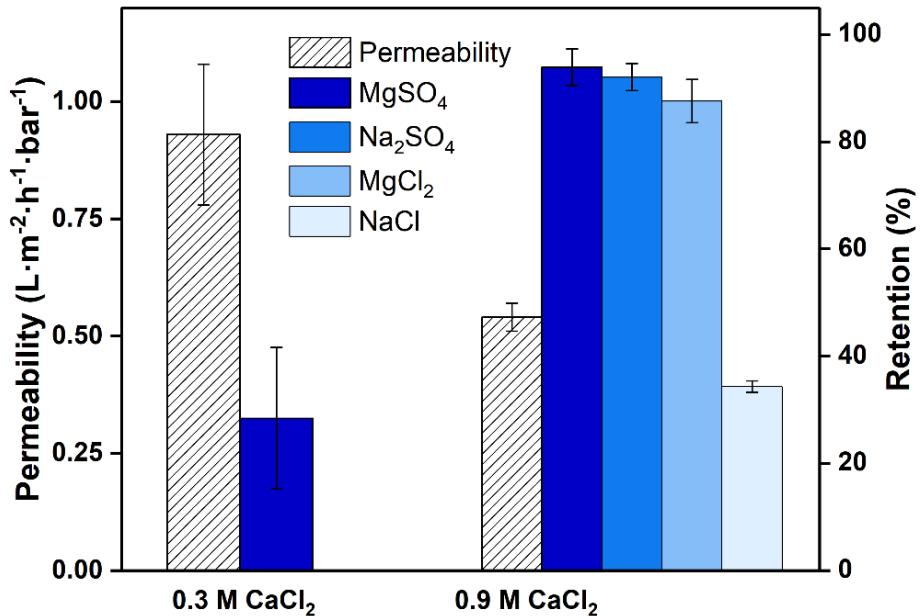 Permeability (L·m⁻²·h⁻¹·bar⁻¹)
1.00
0.75
0.50
0.25
0.00
Permeability
MgSO₄
Na₂SO₄
MgCl₂
NaCl
100
80
60
40
20
0
Retention (%)
0.3 M CaCl₂
0.9 M CaCl₂